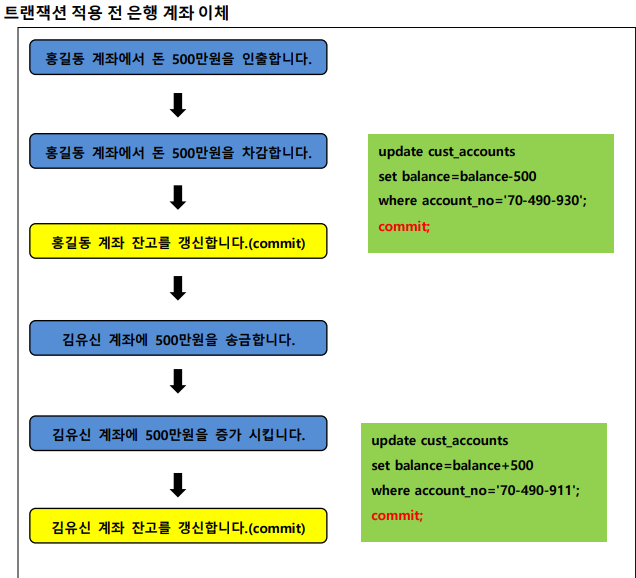 트랜잭션 적용 전 은행 계좌 이체
홍길동 계좌에서 돈 500만원을 인출합니다.
홍길동 계좌에서 돈 500만원을 차감합니다.
update cust_accounts
set balance=balance-500
where account_no='70-490-930';
commit;
홍길동 계좌 잔고를 갱신합니다.(commit)
김유신 계좌에 500만원을 송금합니다.
김유신 계좌에 500만원을 증가 시킵니다.
update cust_accounts
set balance=balance+500
where account_no='70-490-911';
commit;
김유신 계좌 잔고를 갱신합니다.(commit)